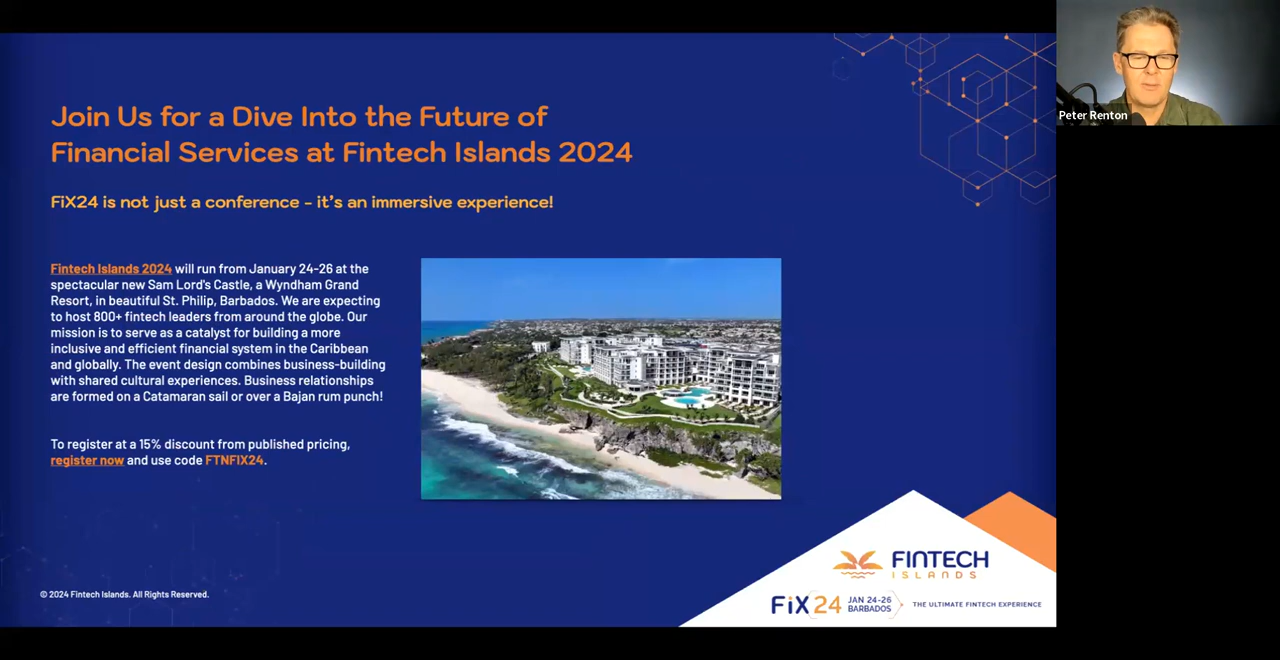 Join Us for a Dive Into the Future of
Financial Services at Fintech Islands 2024
FiX24 is not just a conference - it's an immersive experience!
Fintech Islands 2024 will run from January 24-26 at the
spectacular new Sam Lord's Castle, a Wyndham Grand
Resort, in beautiful St. Philip, Barbados. We are expecting
to host 800+ fintech leaders from around the globe. Our
mission is to serve as a catalyst for building a more
inclusive and efficient financial system in the Caribbean
and globally. The event design combines business-building
with shared cultural experiences. Business relationships
are formed on a Catamaran sail or over a Bajan rum punch!
To register at a 15% discount from published pricing,
register now and use code FTNFIX24.
© 2024 Fintech Islands. All Rights Reserved.
FINTECH
ISLANDS
FiX24
JAN 24-26
BARBADOS
THE ULTIMATE FINTECH EXPERIENCE
Peter Renton